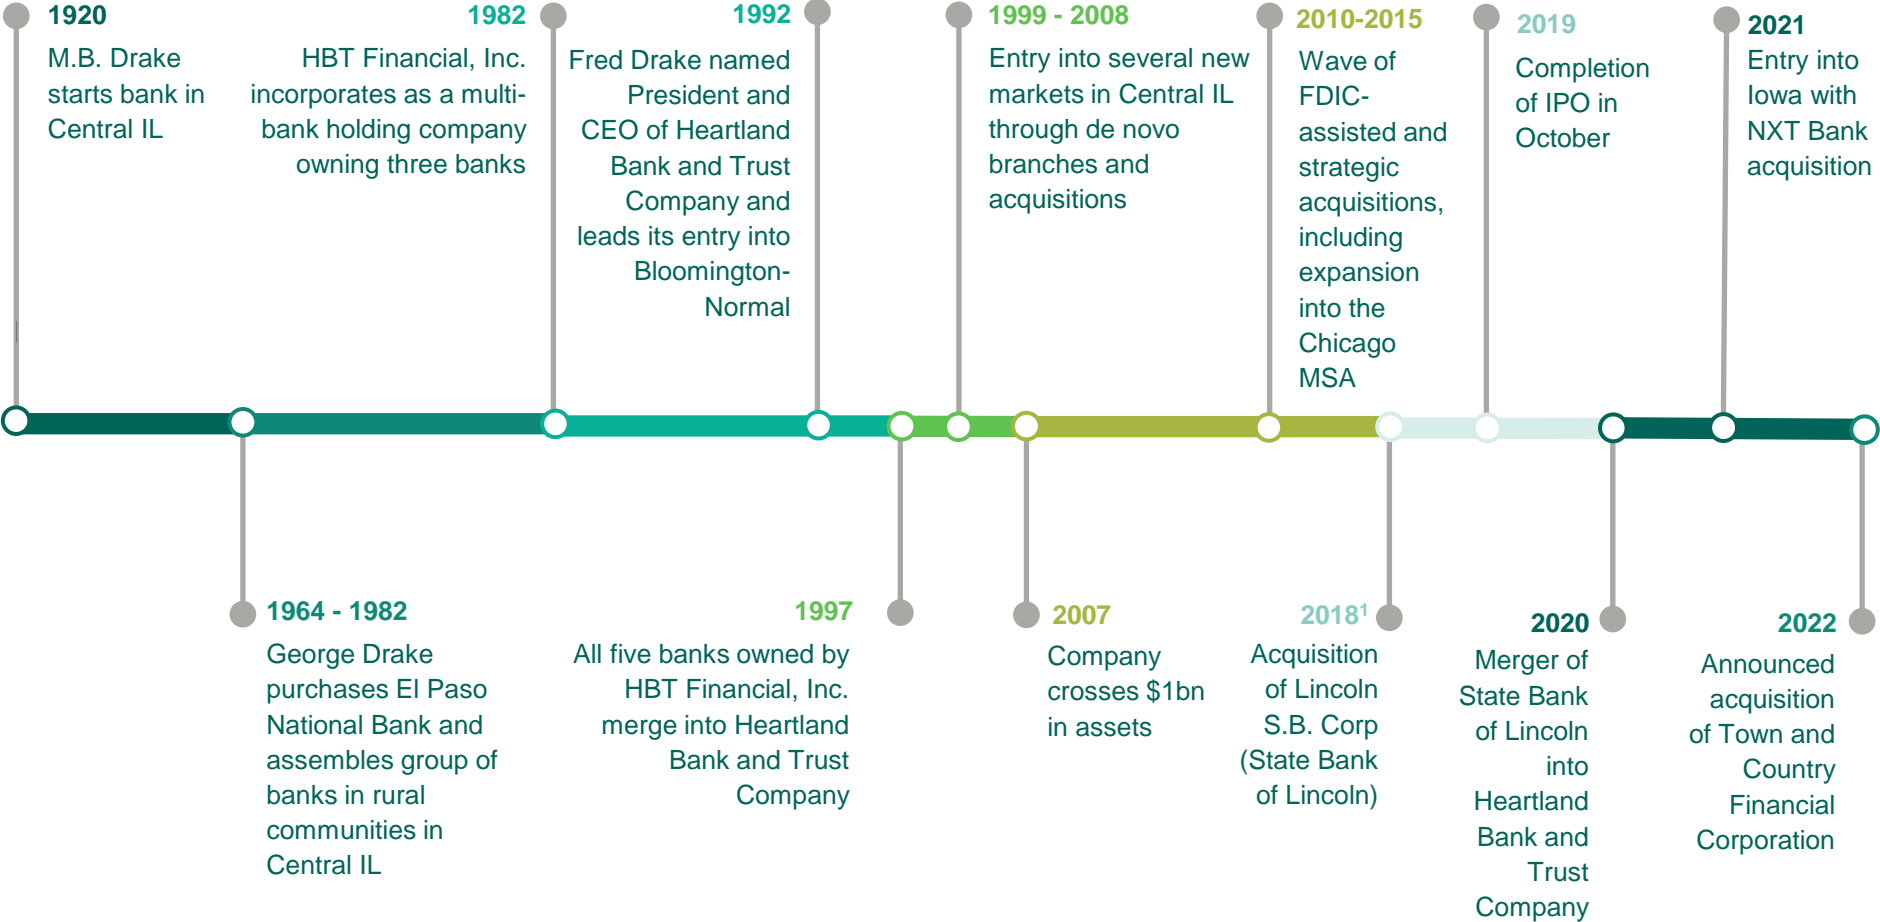 1920
M.B. Drake
starts bank in
Central IL
1982
HBT Financial, Inc.
incorporates as a multi-
bank holding company
owning three banks
1992
Fred Drake named
President and
CEO of Heartland
Bank and Trust
Company and
leads its entry into
Bloomington-
Normal
1999 - 2008
Entry into several new
markets in Central IL
through de novo
branches and
acquisitions
2010-2015
Wave of
FDIC-
assisted and
strategic
acquisitions,
including
expansion
into the
Chicago
MSA
2019
Completion
of IPO in
October
2021
Entry into
Iowa with
NXT Bank
acquisition
1964 - 1982
George Drake
purchases El Paso
National Bank and
assembles group of
banks in rural
communities in
Central IL
1997
All five banks owned by
HBT Financial, Inc.
merge into Heartland
Bank and Trust
Company
2007
Company
crosses $1bn
in assets
2018¹
Acquisition
of Lincoln
S.B. Corp
(State Bank
of Lincoln)
2020
Merger of
State Bank
of Lincoln
into
Heartland
Bank and
Trust
Company
2022
Announced
acquisition
of Town and
Country
Financial
Corporation